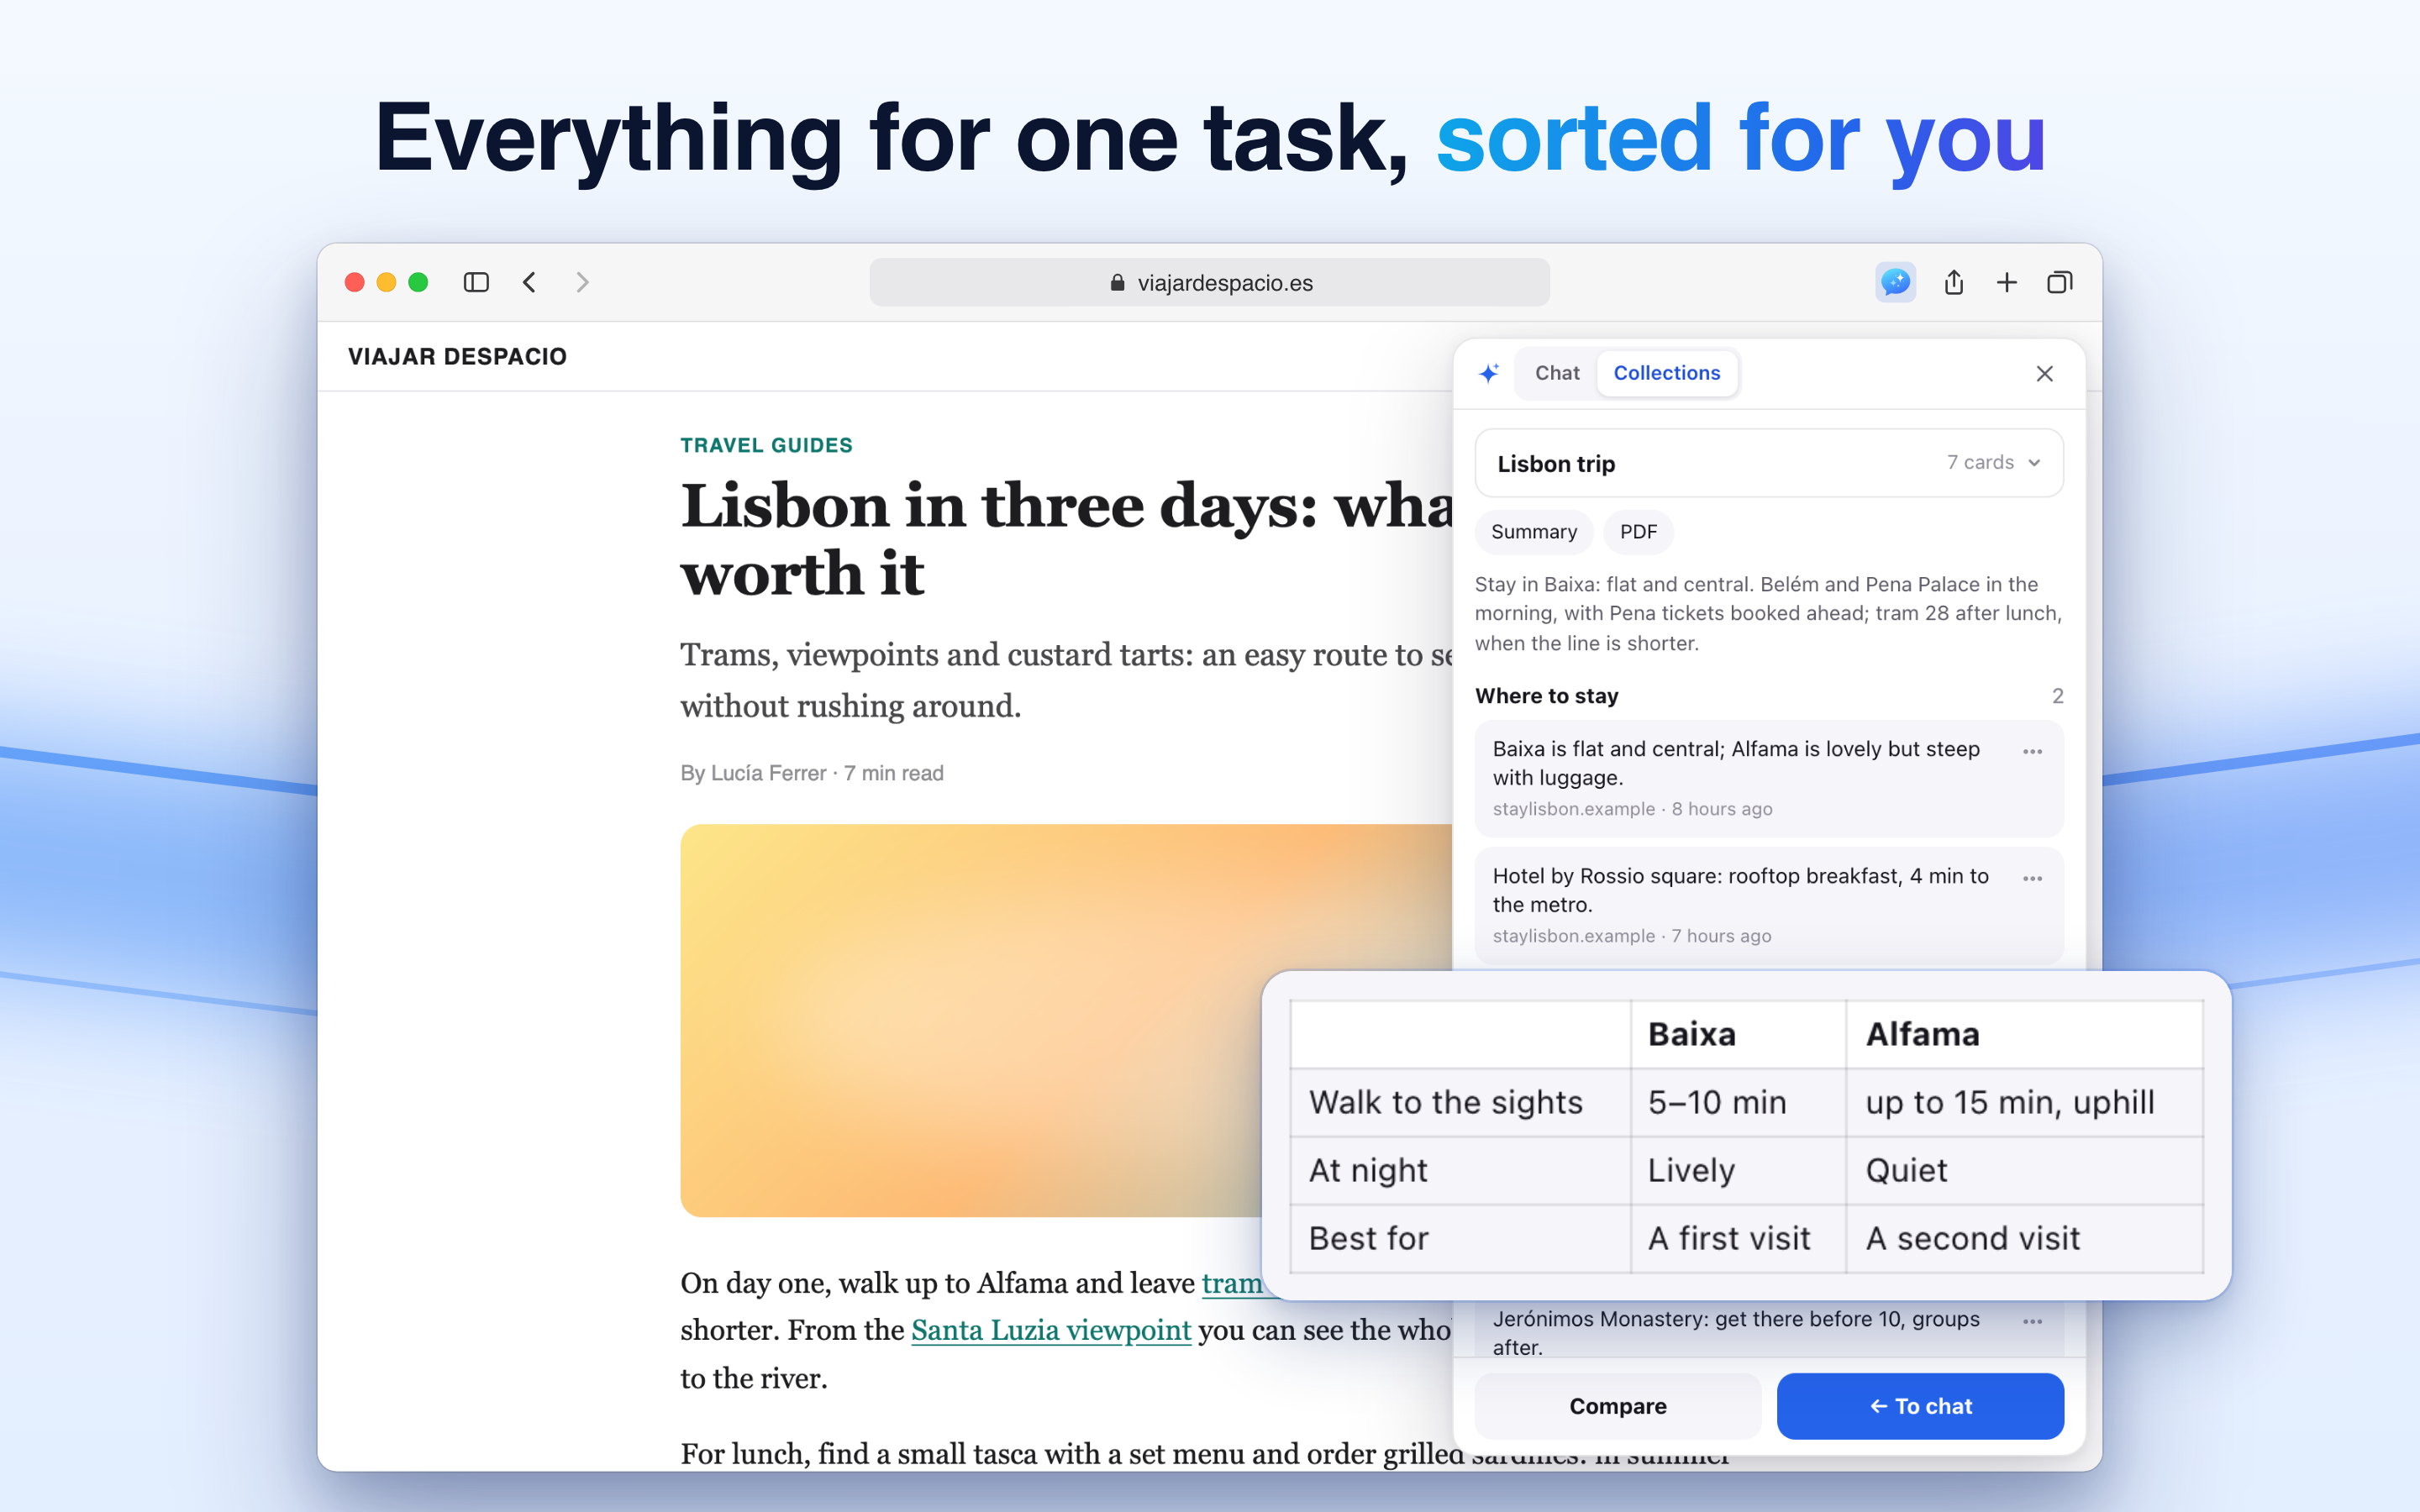 Everything for one task, sorted for you
viajardespacio.es
VIAJAR DESPACIO
TRAVEL GUIDES
Lisbon in three days: wha
worth it
Trams, viewpoints and custard tarts: an easy route to se
without rushing around.
By Lucía Ferrer · 7 min read
On day one, walk up to Alfama and leave tram
shorter. From the Santa Luzia viewpoint you can see the who
to the river.
For lunch, find a small tasca with a set menu and order grilled sardines. In summer
Chat
Collections
Lisbon trip
7 cards
Summary
PDF
Stay in Baixa: flat and central. Belém and Pena Palace in the
morning, with Pena tickets booked ahead; tram 28 after lunch,
when the line is shorter.
Where to stay
2
Baixa is flat and central; Alfama is lovely but steep
with luggage.
staylisbon.example · 8 hours ago
Hotel by Rossio square: rooftop breakfast, 4 min to
the metro.
staylisbon.example · 7 hours ago
Baixa Alfama
Walk to the sights 5–10 min up to 15 min, uphill
At night Lively Quiet
Best for A first visit A second visit
Jerónimos Monastery: get there before 10, groups
after.
Compare
← To chat